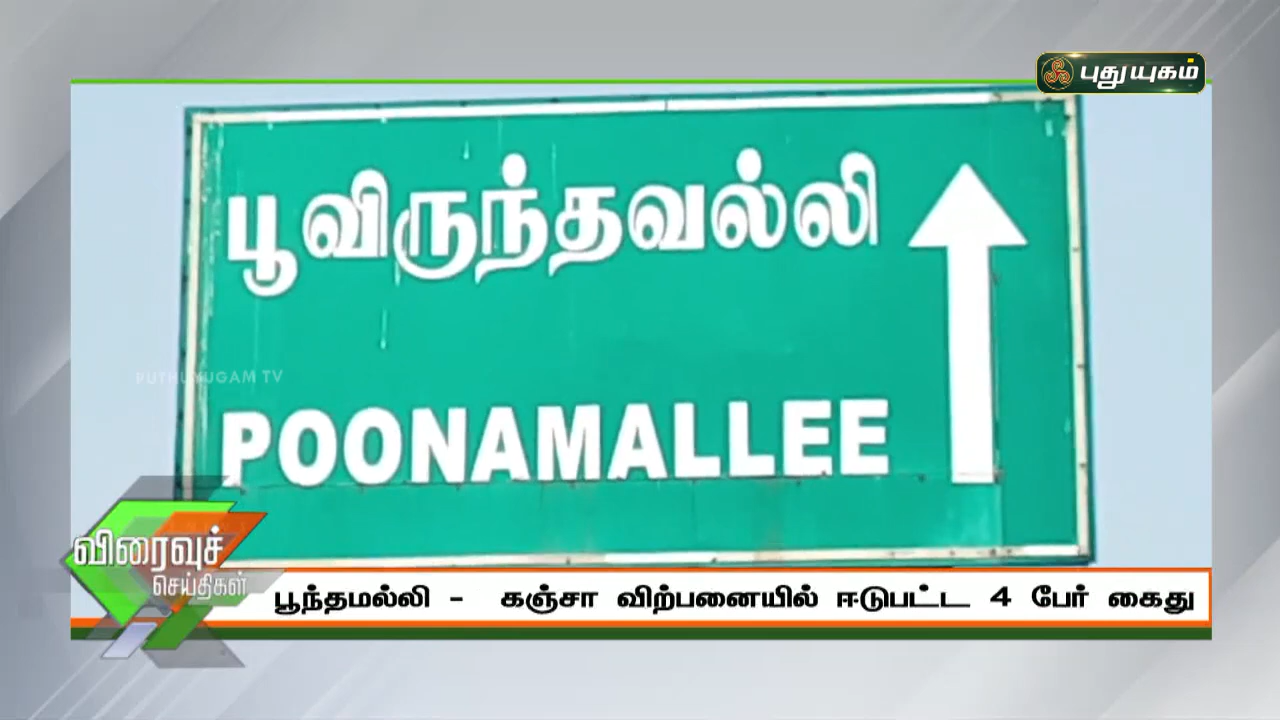 புதுயுகம்
பூவிருந்தவல்லி
PUTHUYUGAM TV
POONAMALLEE
விரைவுச்
செய்திகள்
பூந்தமல்லி - கஞ்சா விற்பனையில் ஈடுபட்ட 4 பேர் கைது